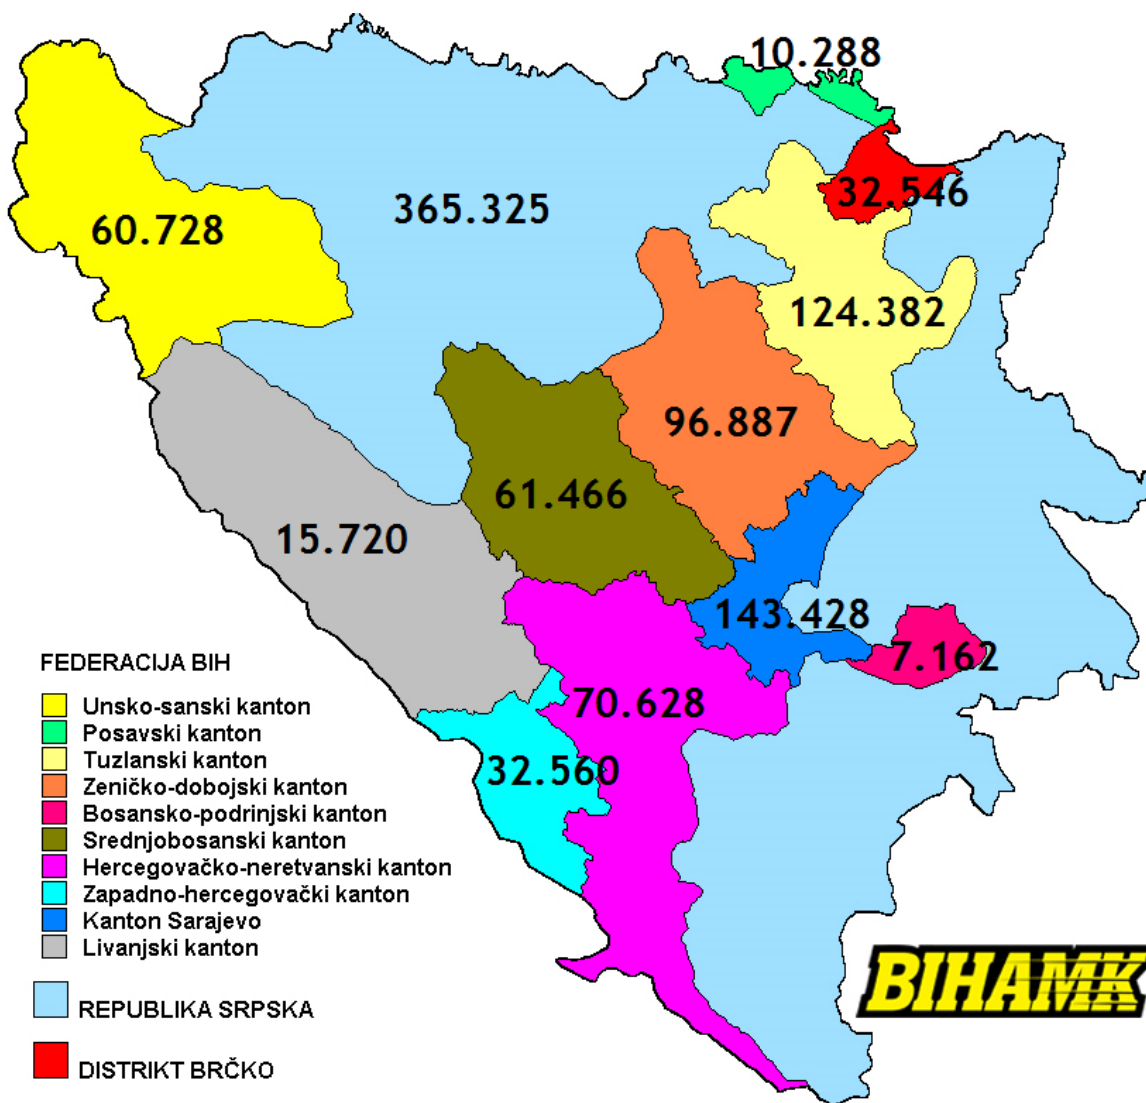 10.288
32.546
365.325
60.728
124.382
96.887
61.466
15.720
143.428
7.162
70.628
32.560
FEDERACIJA BIH
Unsko-sanski kanton
Posavski kanton
Tuzlanski kanton
Zeničko-dobojski kanton
Bosansko-podrinjski kanton
Srednjobosanski kanton
Hercegovačko-neretvanski kanton
Zapadno-hercegovački kanton
Kanton Sarajevo
Livanjski kanton
REPUBLIKA SRPSKA
DISTRIKT BRČKO
BIHAMK